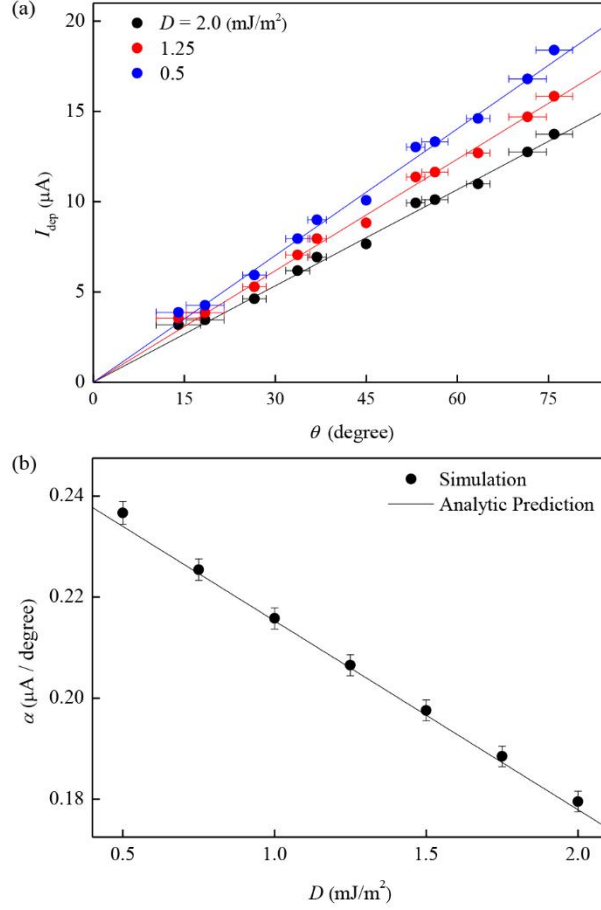 (a)
D = 2.0 (mJ/m²)
1.25
0.5
20
15
10
5
0
I_dep (µA)
0 15 30 45 60 75
θ (degree)
(b)
Simulation
Analytic Prediction
0.24
0.22
0.20
0.18
α (µA / degree)
0.5 1.0 1.5 2.0
D (mJ/m²)